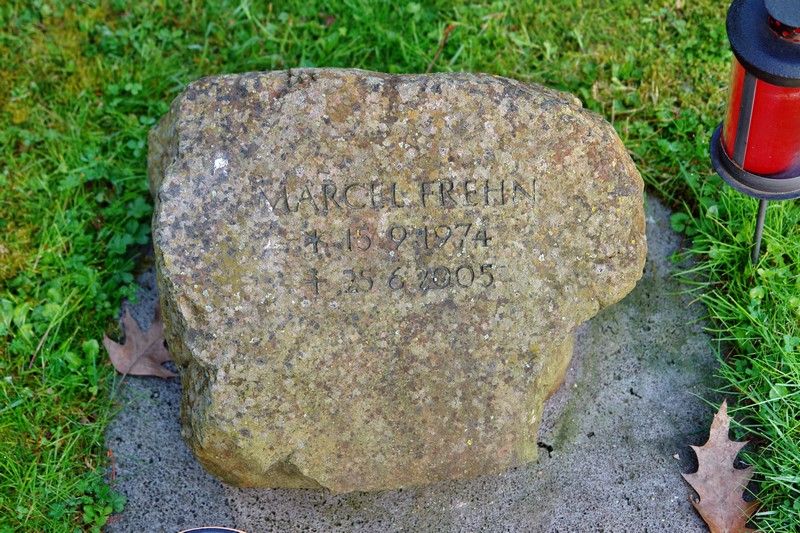 MARCEL FREHN
* 15.9.1974
+ 25.6.2005